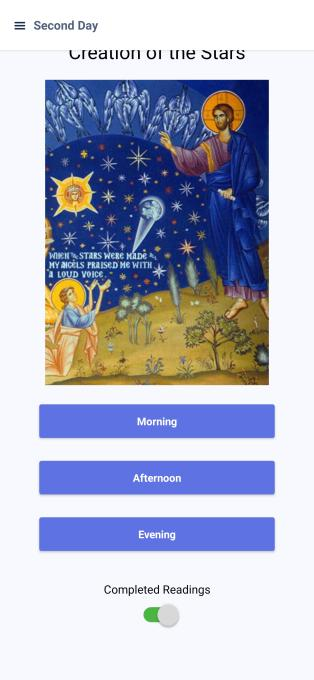 Second Day
Creation of the Stars
WHEN STARS WERE MADE
MY ANGELS PRAISED ME WITH
A LOUD VOICE.
Morning
Afternoon
Evening
Completed Readings